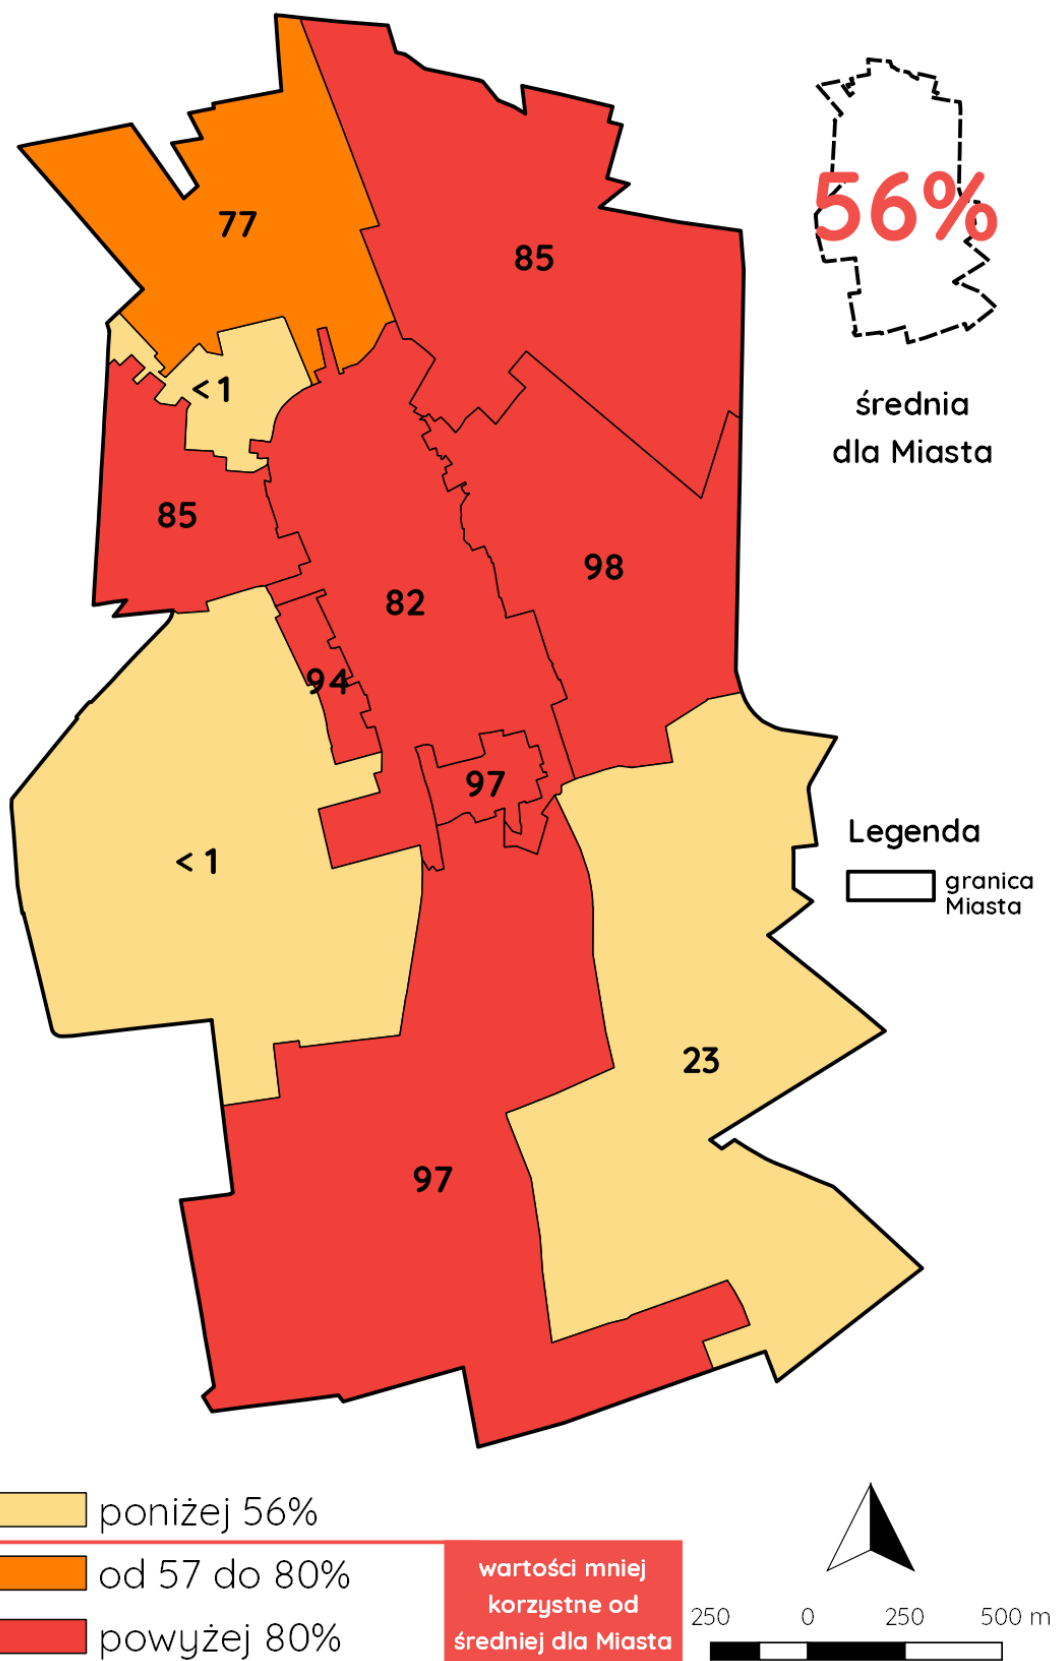 56%
średnia
dla Miasta
77
85
< 1
85
98
82
94
97
< 1
23
97
Legenda
granica
Miasta
poniżej 56%
od 57 do 80%
powyżej 80%
wartości mniej
korzystne od
średniej dla Miasta
250 0 250 500 m